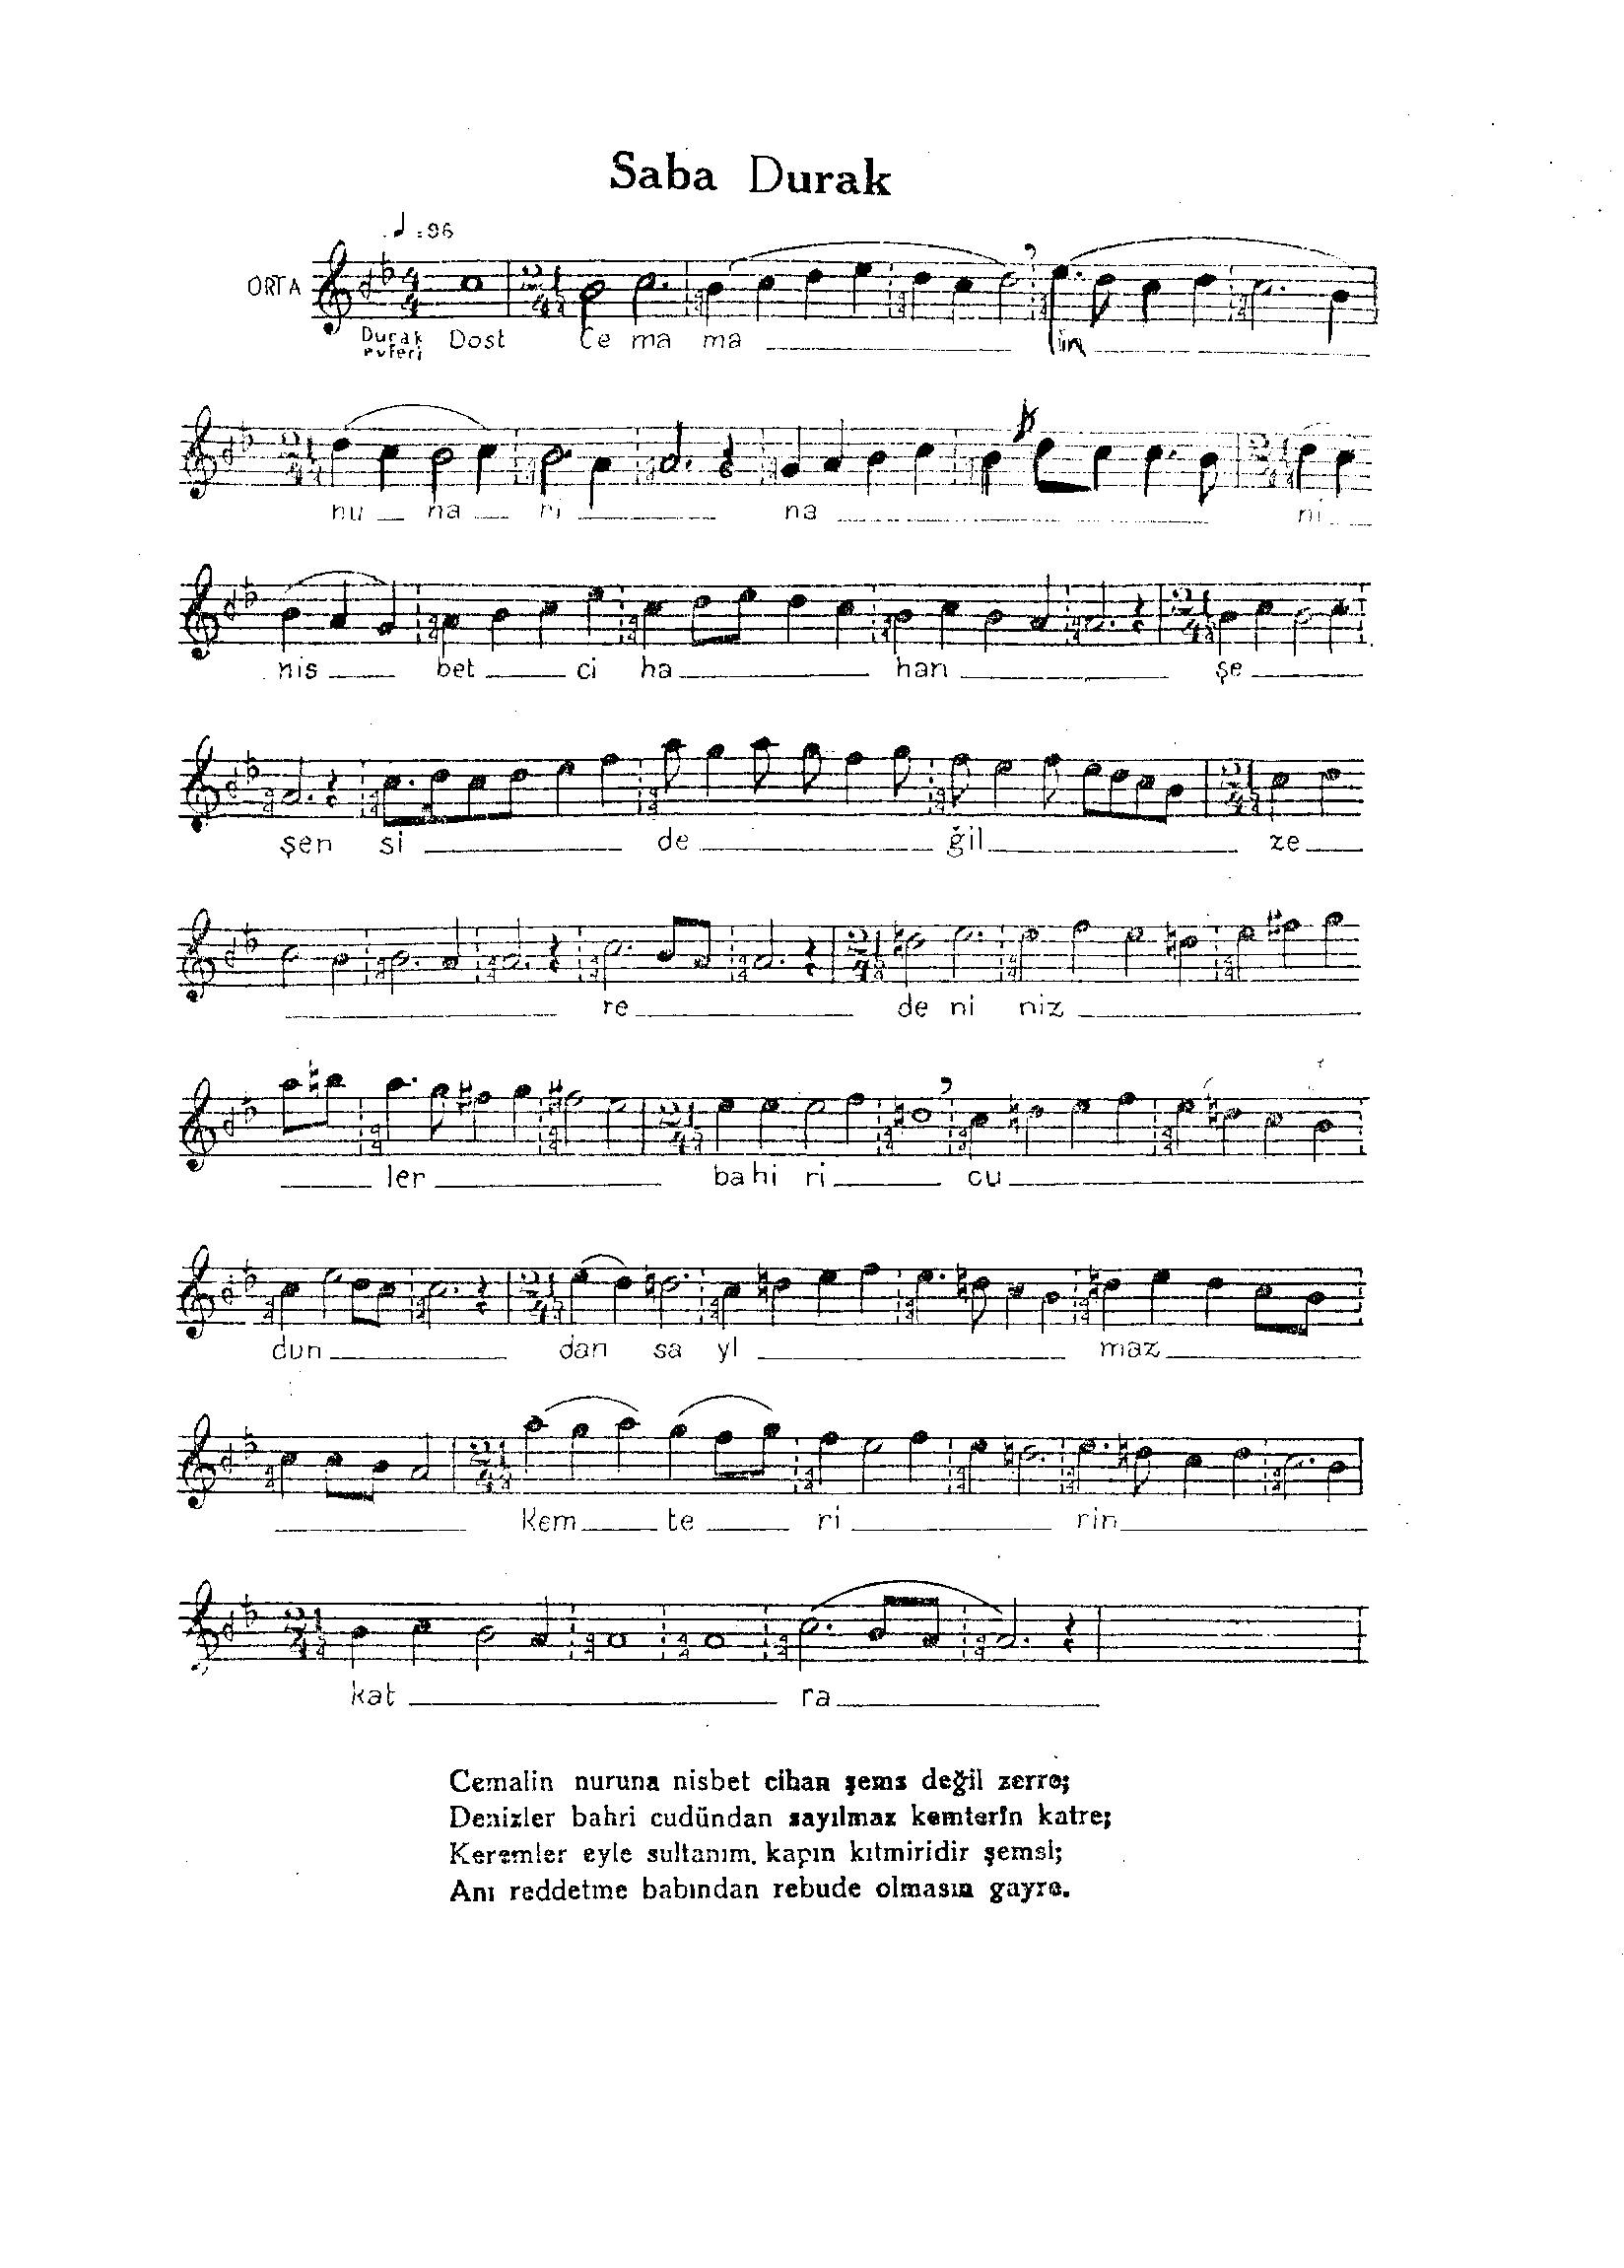 Saba Durak
♩ :96
ORTA
Durak evferi Dost Ce ma ma lin
nu na ri na ni
nis bet ci ha han şe
şen si de ğil ze
re de ni niz
ler bahi ri cu
dun dan sa yl maz
kem te ri rin
kat ra
Cemalin nuruna nisbet cihan şems değil zerre;
Denizler bahri cudündan sayılmaz kemterin katre;
Keremler eyle sultanım, kapın kıtmiridir şemsi;
Anı reddetme babından rebude olmasın gayre.